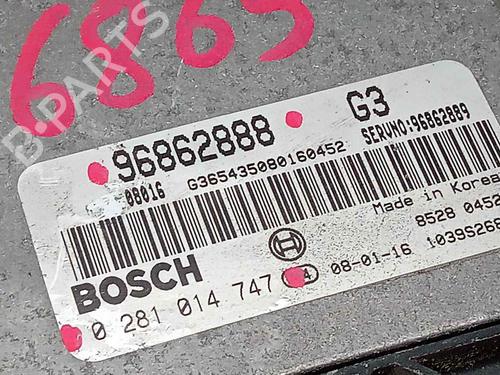 6865
B-PARTS
96862888 G3
08016 G365435080160452 SERVNO:96862889
Made in Korea
8528 0452
BOSCH
0 281 014 747 08-01-16 1039S268